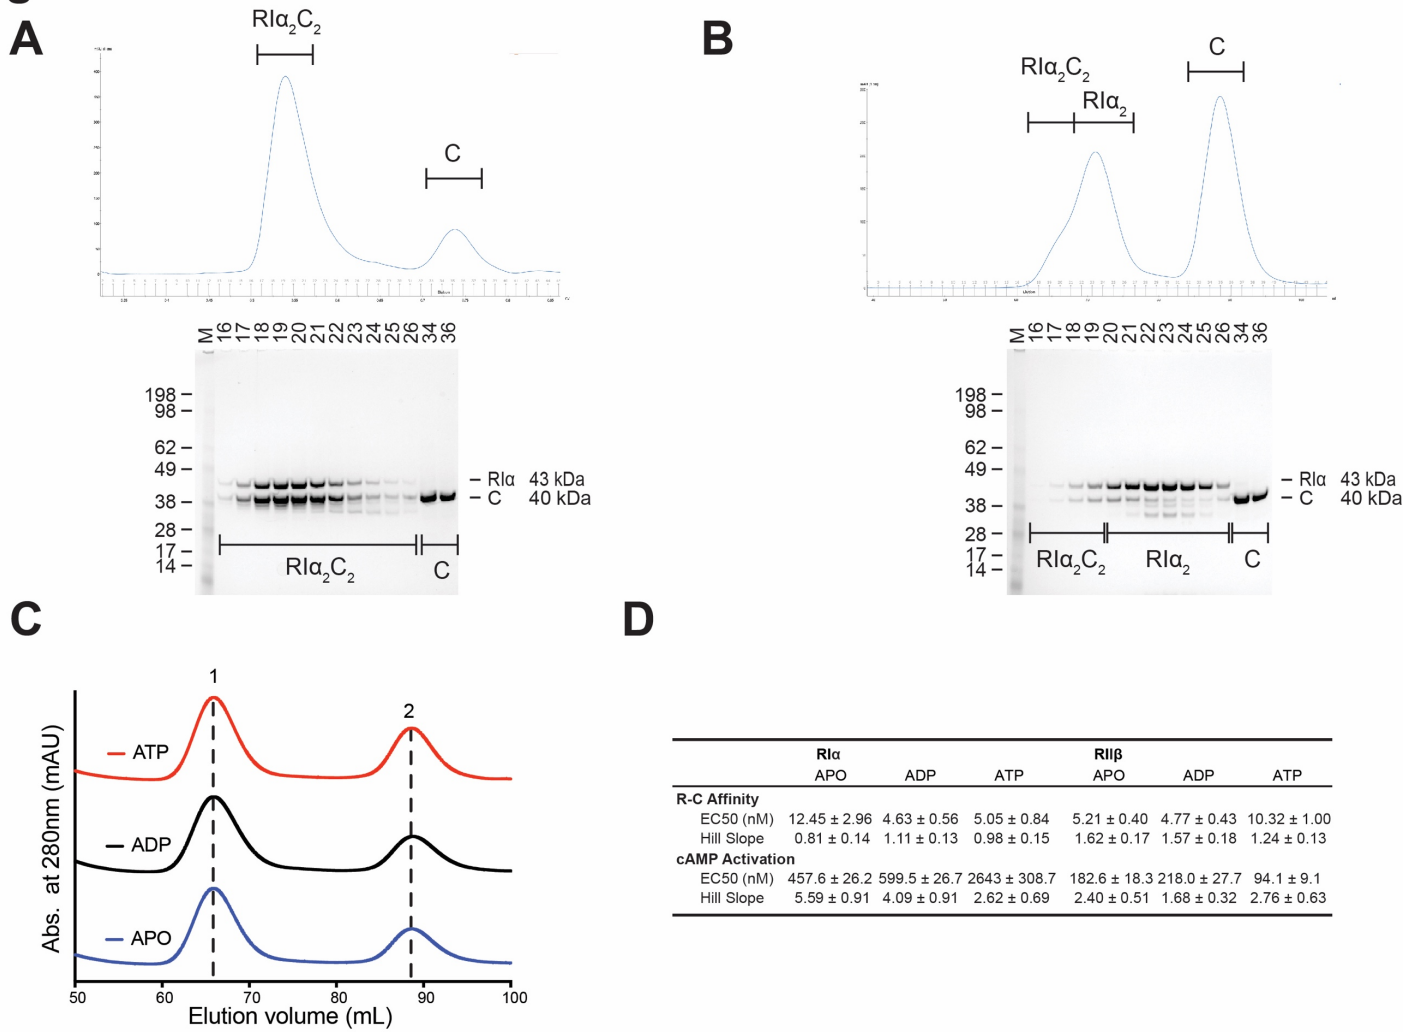 A
RIα₂C₂
C
M 16 17 18 19 20 21 22 23 24 25 26 34 36
198
98
62
49
38
28
17
14
RIα 43 kDa
C 40 kDa
RIα₂C₂
C
B
RIα₂C₂
RIα₂
C
M 16 17 18 19 20 21 22 23 24 25 26 34 36
198
98
62
49
38
28
17
14
RIα 43 kDa
C 40 kDa
RIα₂C₂
RIα₂
C
C
1
2
ATP
ADP
APO
Abs. at 280nm (mAU)
50 60 70 80 90 100
Elution volume (mL)
D
RIα RIIβ
APO ADP ATP APO ADP ATP
R-C Affinity
EC50 (nM) 12.45 ± 2.96 4.63 ± 0.56 5.05 ± 0.84 5.21 ± 0.40 4.77 ± 0.43 10.32 ± 1.00
Hill Slope 0.81 ± 0.14 1.11 ± 0.13 0.98 ± 0.15 1.62 ± 0.17 1.57 ± 0.18 1.24 ± 0.13
cAMP Activation
EC50 (nM) 457.6 ± 26.2 599.5 ± 26.7 2643 ± 308.7 182.6 ± 18.3 218.0 ± 27.7 94.1 ± 9.1
Hill Slope 5.59 ± 0.91 4.09 ± 0.91 2.62 ± 0.69 2.40 ± 0.51 1.68 ± 0.32 2.76 ± 0.63